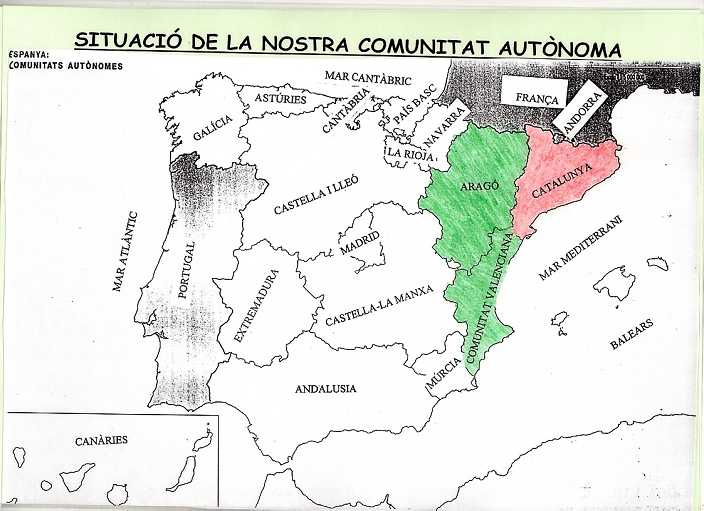 SITUACIÓ DE LA NOSTRA COMUNITAT AUTÒNOMA
ESPANYA:
COMUNITATS AUTÒNOMES
MAR CANTÀBRIC
ASTÚRIES
CANTÀBRIA
PAÍS BASC
NAVARRA
FRANÇA
ANDORRA
GALÍCIA
LA RIOJA
ARAGÓ
CATALUNYA
CASTELLA I LLEÓ
MAR ATLÀNTIC
PORTUGAL
MADRID
MAR MEDITERRANI
EXTREMADURA
CASTELLA-LA MANXA
COMUNITAT VALENCIANA
BALEARS
MÚRCIA
ANDALUSIA
CANÀRIES